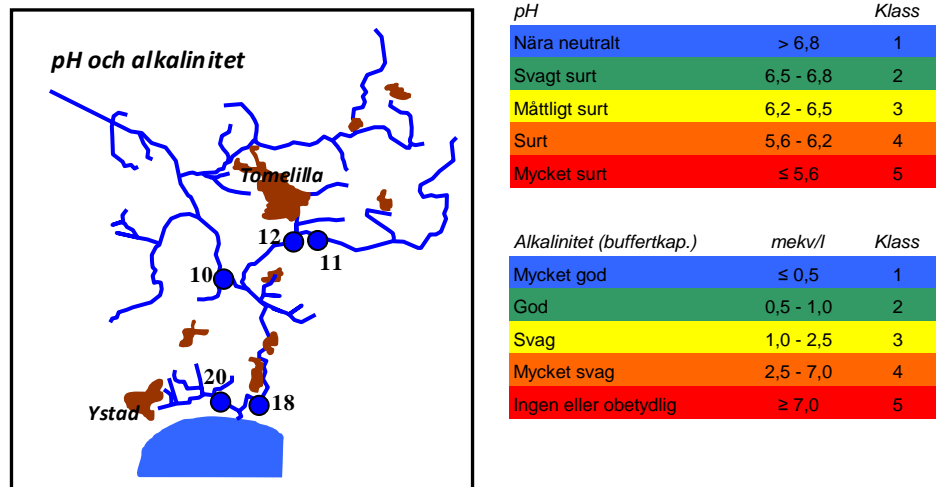 pH och alkalinitet
Tomelilla
12
11
10
20
18
Ystad
pH Klass
Nära neutralt > 6,8 1
Svagt surt 6,5 - 6,8 2
Måttligt surt 6,2 - 6,5 3
Surt 5,6 - 6,2 4
Mycket surt ≤ 5,6 5
Alkalinitet (buffertkap.) mekv/l Klass
Mycket god ≤ 0,5 1
God 0,5 - 1,0 2
Svag 1,0 - 2,5 3
Mycket svag 2,5 - 7,0 4
Ingen eller obetydlig ≥ 7,0 5